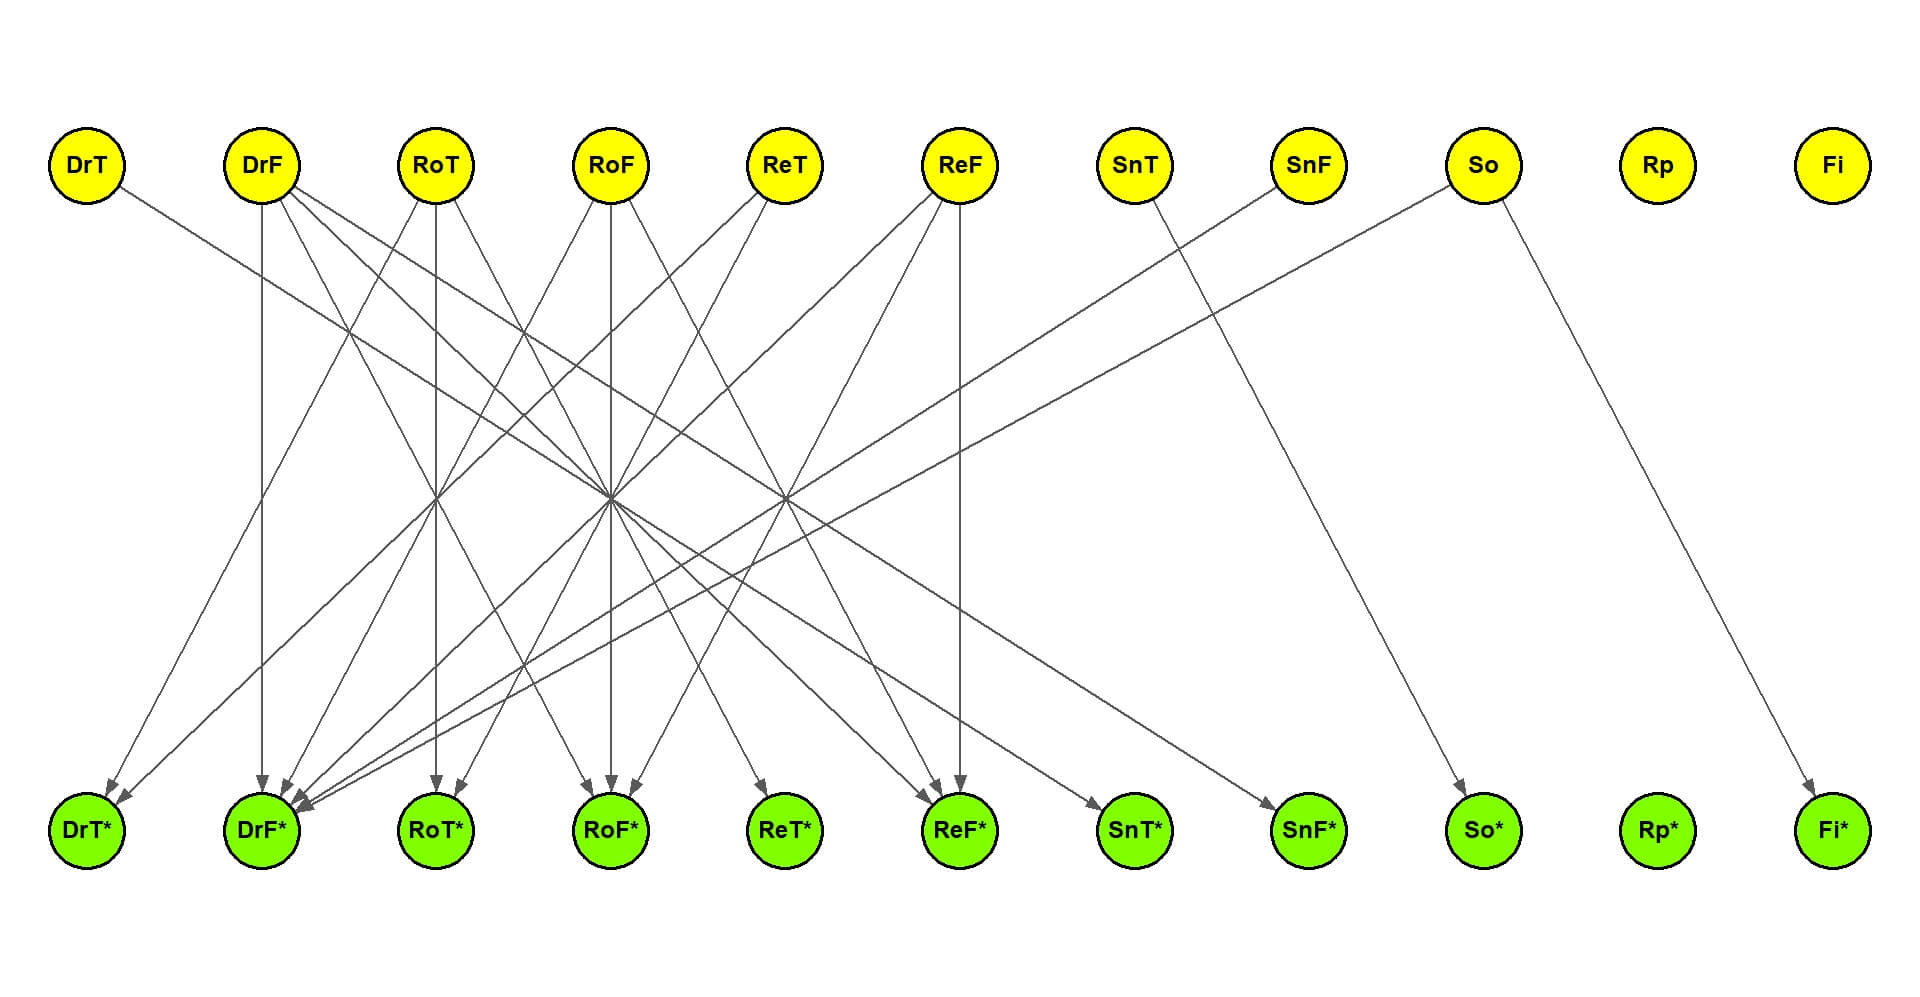 DrT DrF RoT RoF ReT ReF SnT SnF So Rp Fi
DrT* DrF* RoT* RoF* ReT* ReF* SnT* SnF* So* Rp* Fi*